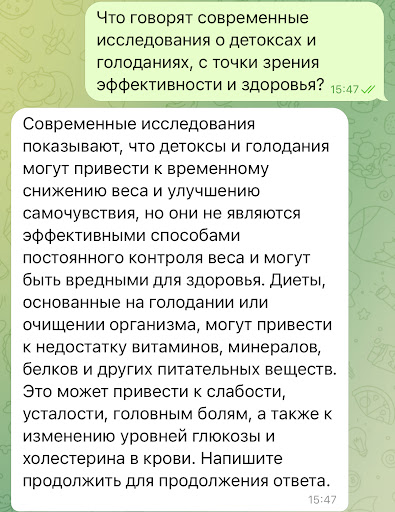 Что говорят современные
исследования о детоксах и
голоданиях, с точки зрения
эффективности и здоровья? 15:47
Современные исследования
показывают, что детоксы и голодания
могут привести к временному
снижению веса и улучшению
самочувствия, но они не являются
эффективными способами
постоянного контроля веса и могут
быть вредными для здоровья. Диеты,
основанные на голодании или
очищении организма, могут привести
к недостатку витаминов, минералов,
белков и других питательных веществ.
Это может привести к слабости,
усталости, головным болям, а также к
изменению уровней глюкозы и
холестерина в крови. Напишите
продолжить для продолжения ответа.
15:47